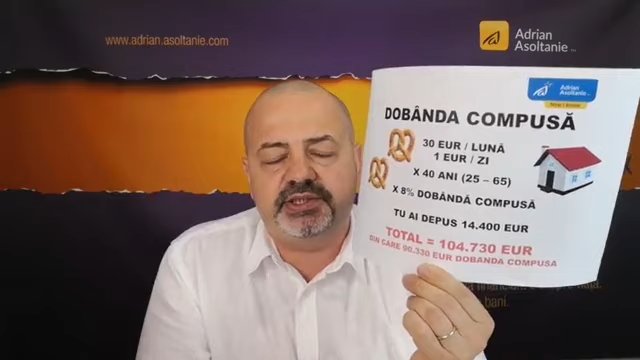 www.adrian.asoltanie.com
Adrian
Asoltanie
Adrian
Asoltanie
DOBÂNDA COMPUSĂ
30 EUR / LUNĂ
1 EUR / ZI
X 40 ANI (25 – 65)
X 8% DOBÂNDĂ COMPUSĂ
TU AI DEPUS 14.400 EUR
TOTAL = 104.730 EUR
DIN CARE 90.330 EUR DOBANDA COMPUSA
bani.